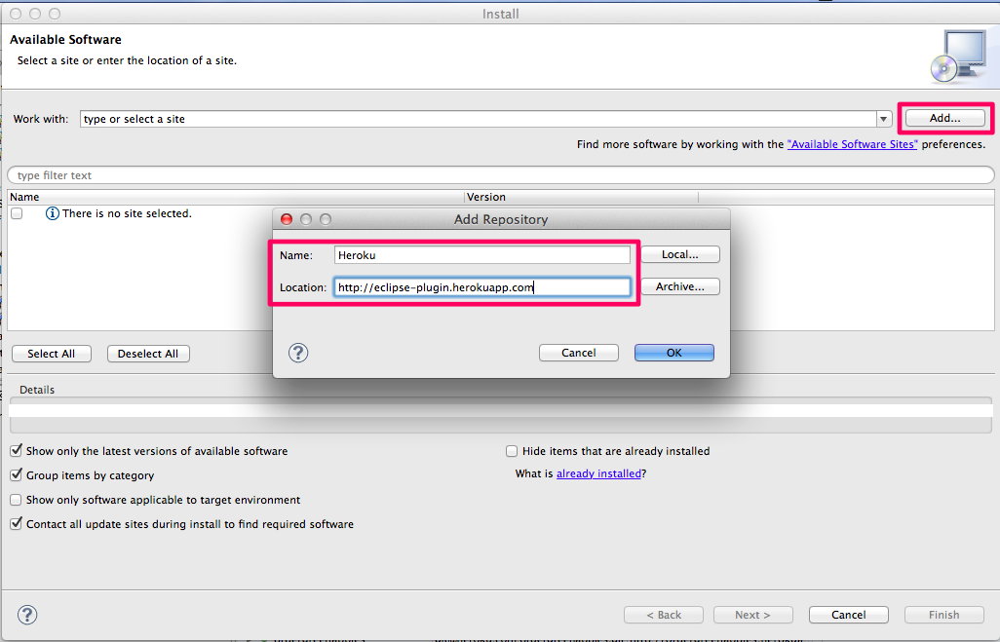 Install
Available Software
Select a site or enter the location of a site.
Work with:
type or select a site
Add...
Find more software by working with the "Available Software Sites" preferences.
type filter text
Name
Version
There is no site selected.
Add Repository
Name:
Heroku
Local...
Location:
http://eclipse-plugin.herokuapp.com
Archive...
Cancel
OK
Select All
Deselect All
Details
Show only the latest versions of available software
Hide items that are already installed
Group items by category
What is already installed?
Show only software applicable to target environment
Contact all update sites during install to find required software
< Back
Next >
Cancel
Finish